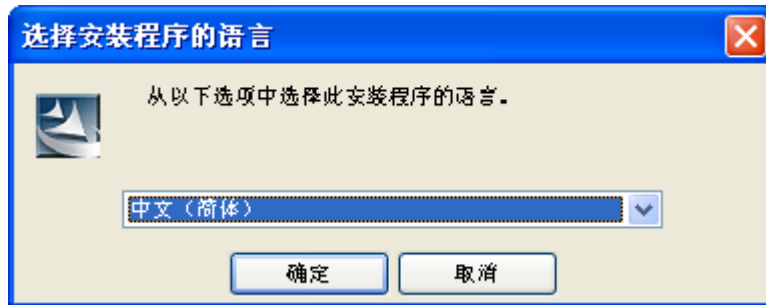 选择安装程序的语言
从以下选项中选择此安装程序的语言。
中文（简体）
确定
取消